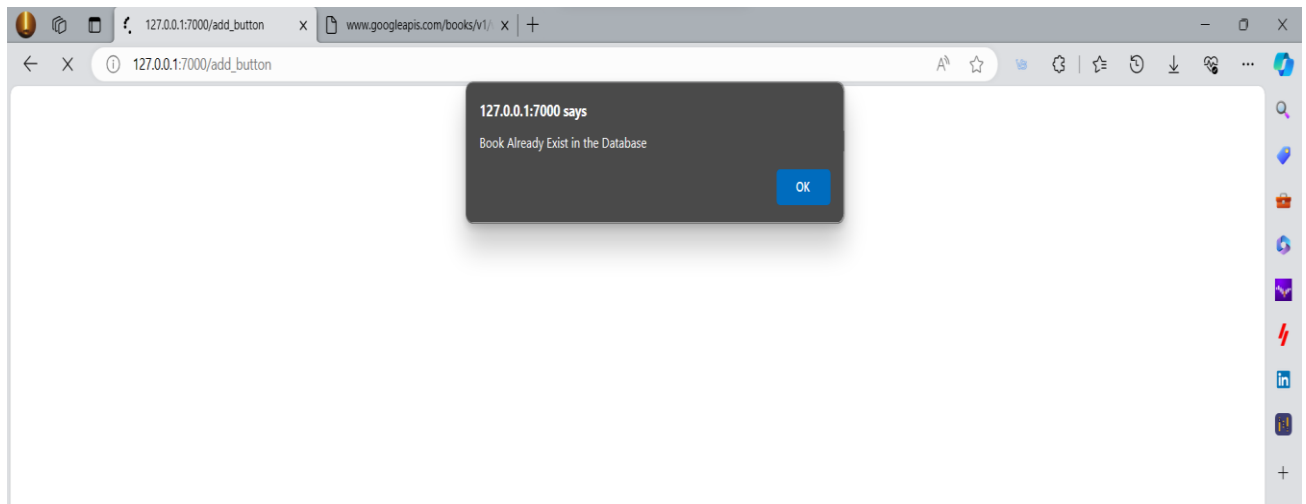 127.0.0.1:7000/add_button
www.googleapis.com/books/v1/
127.0.0.1:7000/add_button
127.0.0.1:7000 says
Book Already Exist in the Database
OK